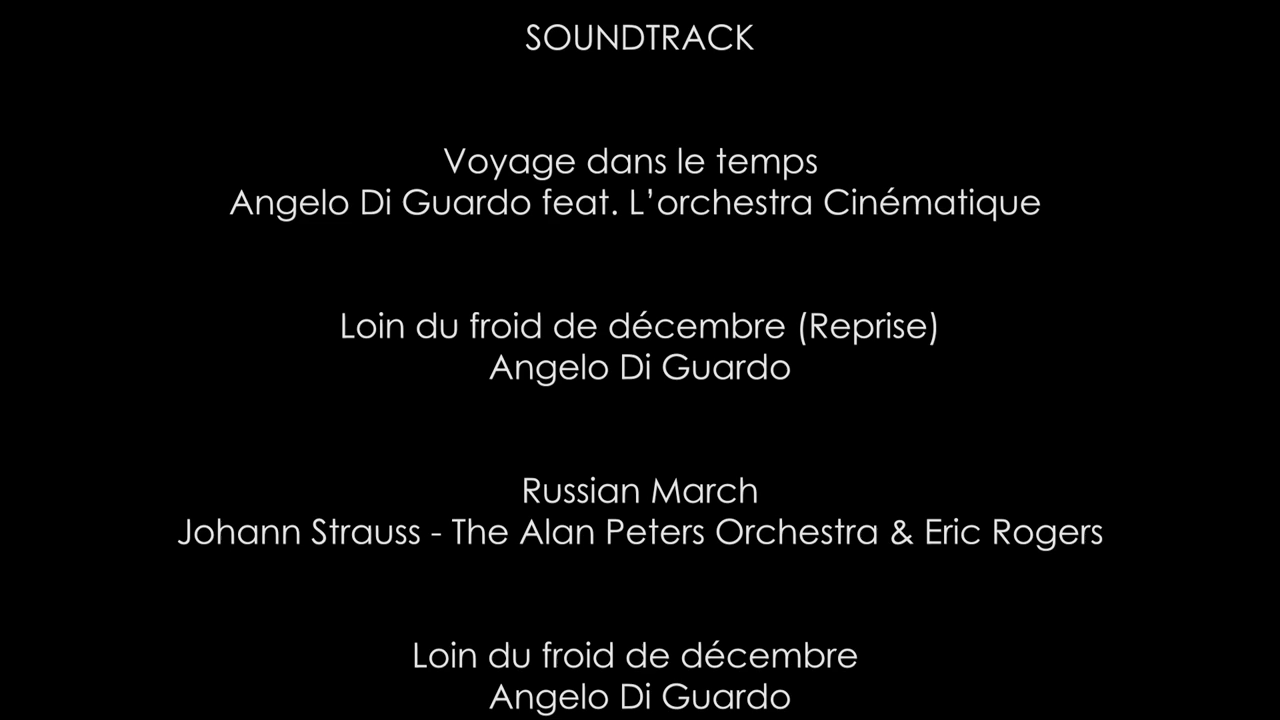 SOUNDTRACK
Voyage dans le temps
Angelo Di Guardo feat. L’orchestra Cinématique
Loin du froid de décembre (Reprise)
Angelo Di Guardo
Russian March
Johann Strauss - The Alan Peters Orchestra & Eric Rogers
Loin du froid de décembre
Angelo Di Guardo